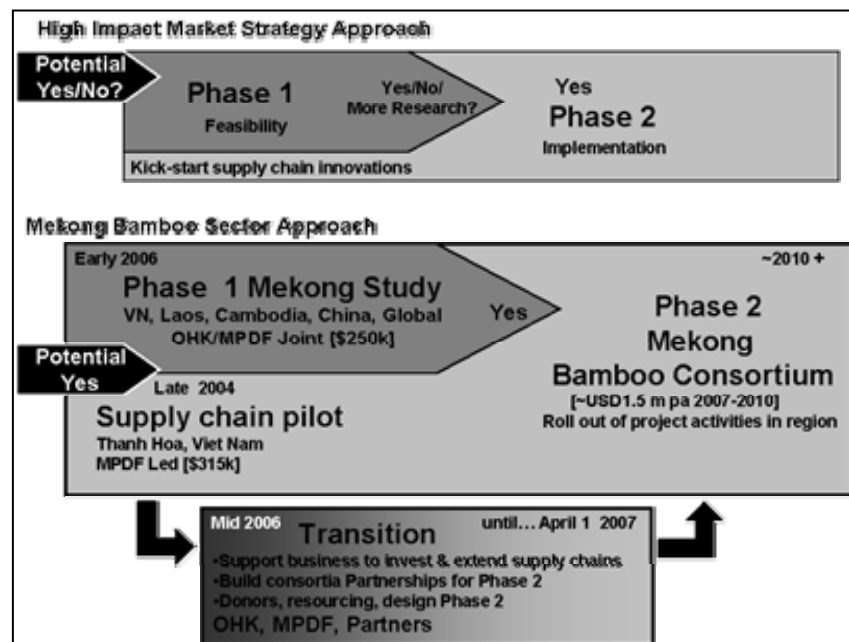 High Impact Market Strategy Approach
Potential
Yes/No?
Phase 1
Feasibility
Yes/No/
More Research?
Yes
Phase 2
Implementation
Kick-start supply chain innovations
Mekong Bamboo Sector Approach
Early 2006
Phase 1 Mekong Study
VN, Laos, Cambodia, China, Global
OHK/MPDF Joint [$250k]
Yes
~2010 +
Phase 2
Mekong
Bamboo Consortium
[~USD1.5 m pa 2007-2010]
Roll out of project activities in region
Potential
Yes
Late 2004
Supply chain pilot
Thanh Hoa, Viet Nam
MPDF Led [$315k]
Mid 2006
Transition
until... April 1 2007
•Support business to invest & extend supply chains
•Build consortia Partnerships for Phase 2
•Donors, resourcing, design Phase 2
OHK, MPDF, Partners